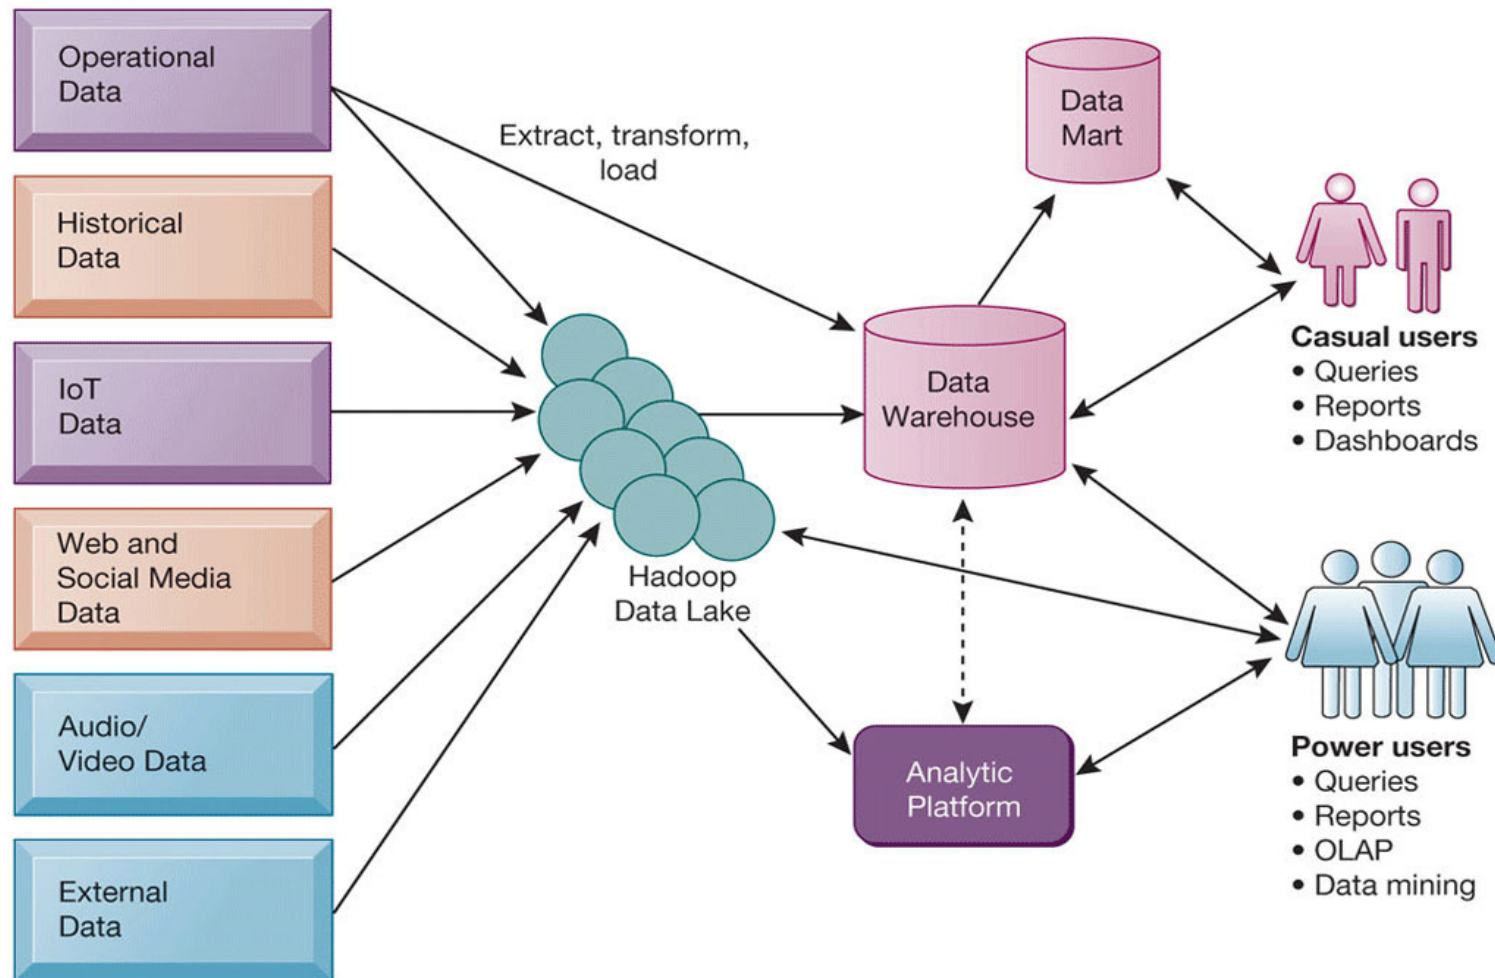 Operational
Data
Historical
Data
IoT
Data
Web and
Social Media
Data
Audio/
Video Data
External
Data
Extract, transform,
load
Hadoop
Data Lake
Data
Mart
Data
Warehouse
Analytic
Platform
Casual users
• Queries
• Reports
• Dashboards
Power users
• Queries
• Reports
• OLAP
• Data mining